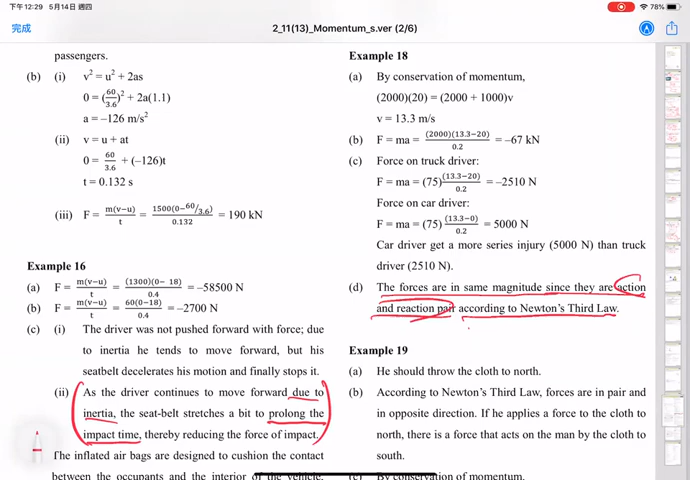 下午12:29 5月14日 週四
78%
完成
2_11(13)_Momentum_s.ver (2/6)
passengers.
(b) (i) v² = u² + 2as
0 = (60/3.6)² + 2a(1.1)
a = –126 m/s²
(ii) v = u + at
0 = 60/3.6 + (–126)t
t = 0.132 s
(iii) F = m(v–u)/t = 1500(0–60/3.6)/0.132 = 190 kN
Example 16
(a) F = m(v–u)/t = (1300)(0– 18)/0.4 = –58500 N
(b) F = m(v–u)/t = 60(0–18)/0.4 = –2700 N
(c) (i) The driver was not pushed forward with force; due
to inertia he tends to move forward, but his
seatbelt decelerates his motion and finally stops it.
(ii) As the driver continues to move forward due to
inertia, the seat-belt stretches a bit to prolong the
impact time, thereby reducing the force of impact.
The inflated air bags are designed to cushion the contact
between the occupants and the interior of the vehicle,
Example 18
(a) By conservation of momentum,
(2000)(20) = (2000 + 1000)v
v = 13.3 m/s
(b) F = ma = (2000)(13.3–20)/0.2 = –67 kN
(c) Force on truck driver:
F = ma = (75)(13.3–20)/0.2 = –2510 N
Force on car driver:
F = ma = (75)(13.3–0)/0.2 = 5000 N
Car driver get a more series injury (5000 N) than truck
driver (2510 N).
(d) The forces are in same magnitude since they are action
and reaction pair according to Newton's Third Law.
Example 19
(a) He should throw the cloth to north.
(b) According to Newton's Third Law, forces are in pair and
in opposite direction. If he applies a force to the cloth to
north, there is a force that acts on the man by the cloth to
south.
(c) By conservation of momentum.